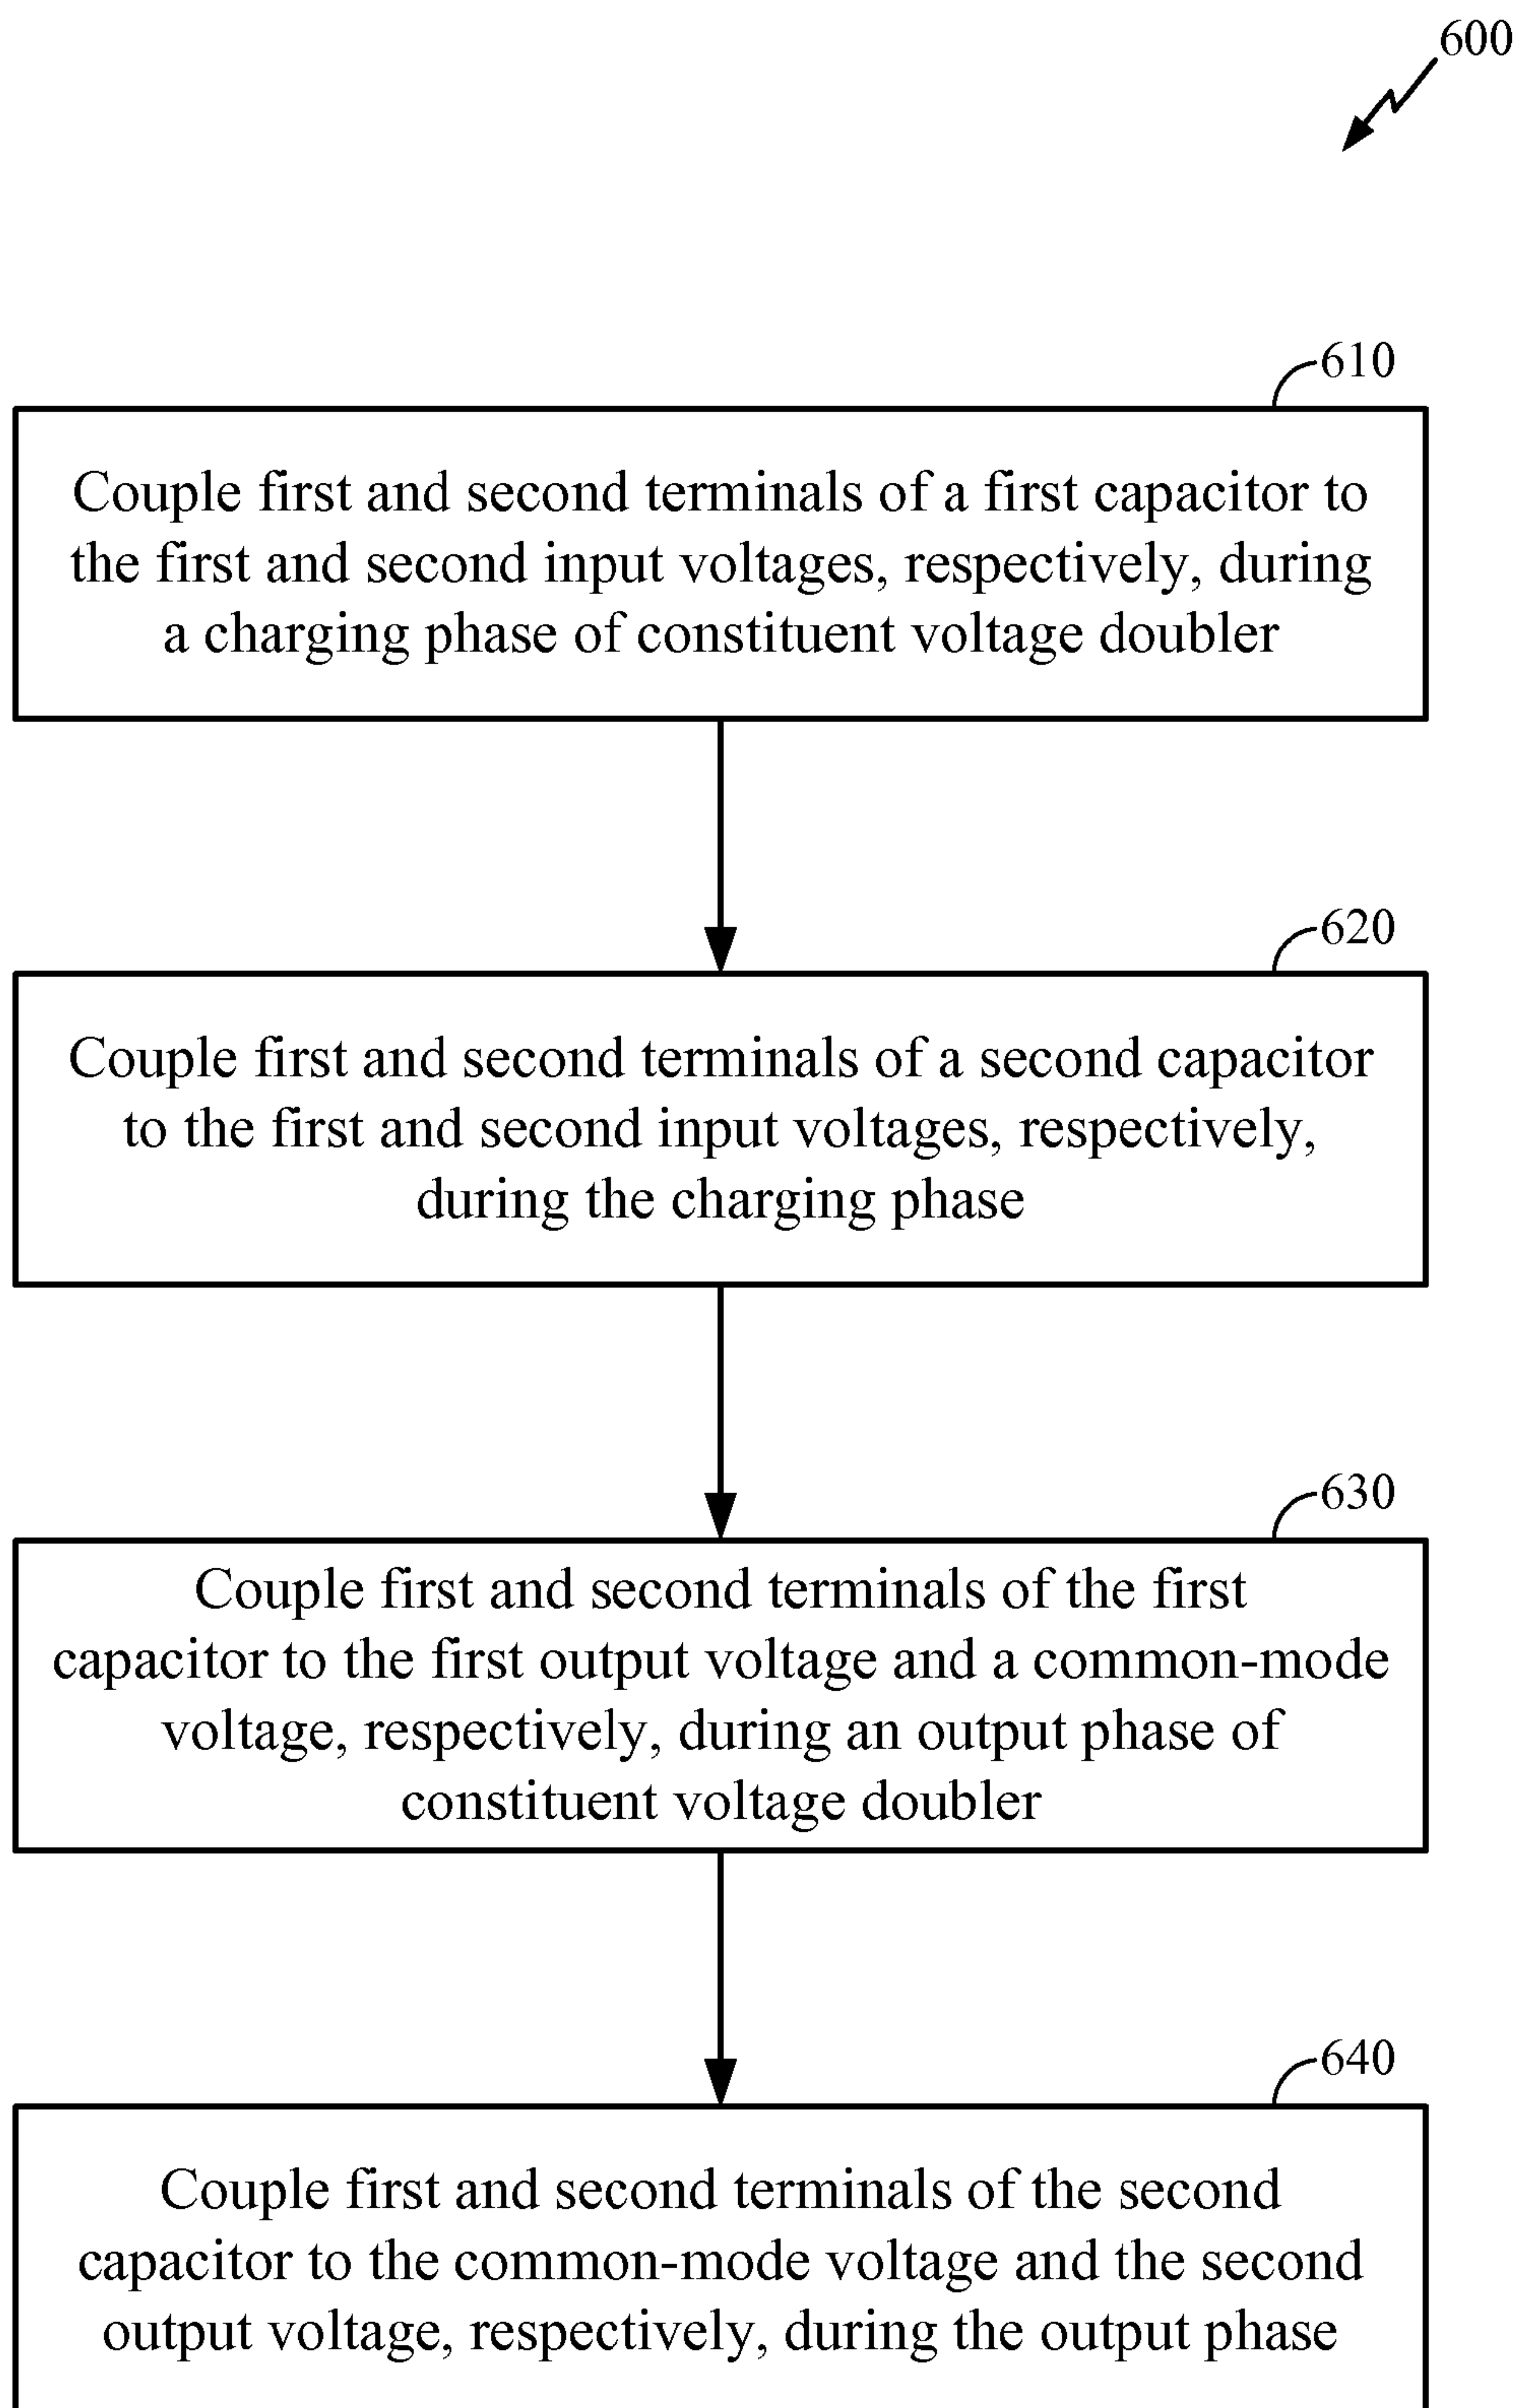 600
610
Couple first and second terminals of a first capacitor to
the first and second input voltages, respectively, during
a charging phase of constituent voltage doubler
620
Couple first and second terminals of a second capacitor
to the first and second input voltages, respectively,
during the charging phase
630
Couple first and second terminals of the first
capacitor to the first output voltage and a common-mode
voltage, respectively, during an output phase of
constituent voltage doubler
640
Couple first and second terminals of the second
capacitor to the common-mode voltage and the second
output voltage, respectively, during the output phase